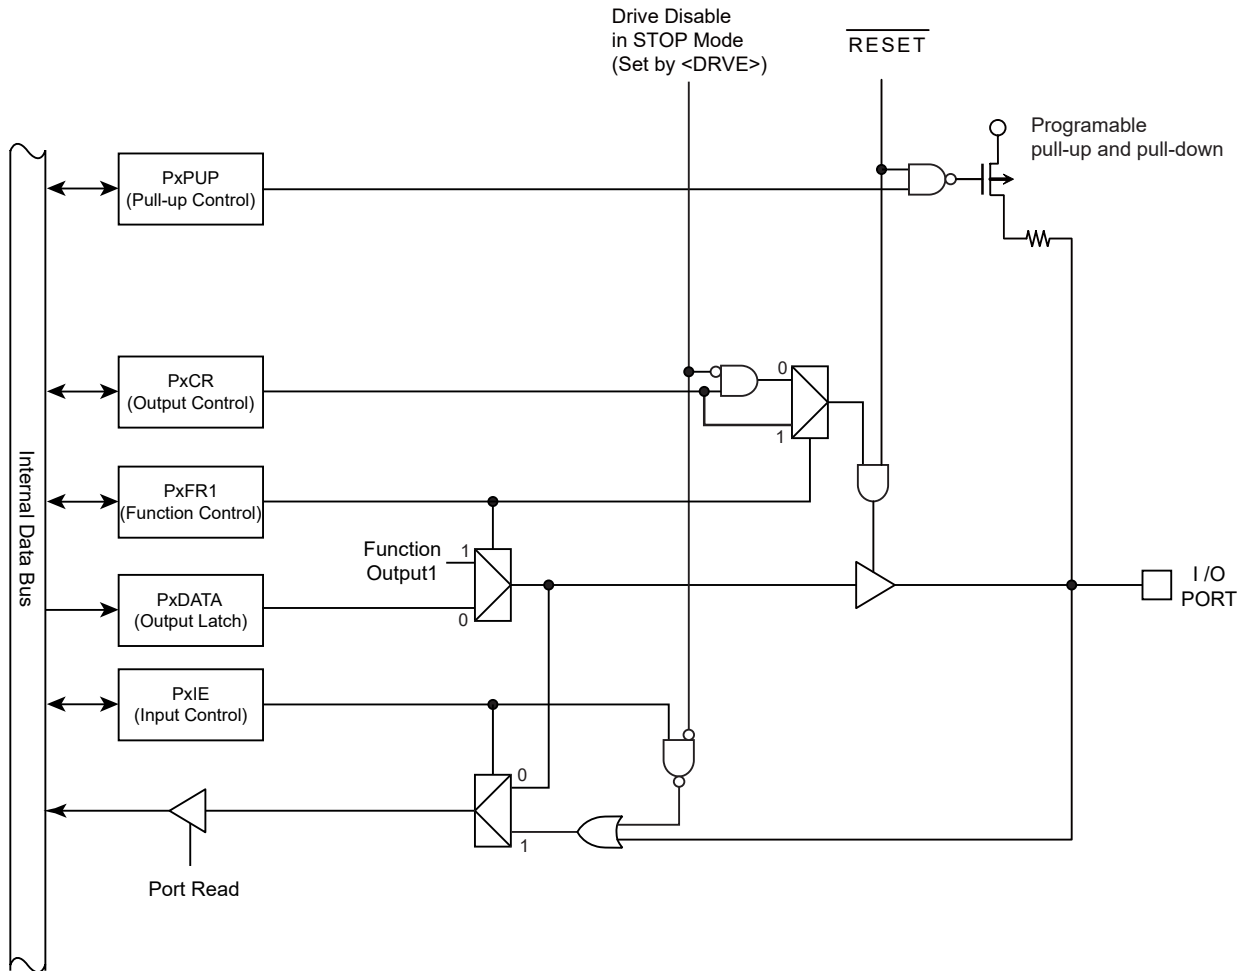 Drive Disable
in STOP Mode
(Set by <DRVE>)
RESET
Programable
pull-up and pull-down
PxPUP
(Pull-up Control)
PxCR
(Output Control)
0
1
PxFR1
(Function Control)
Internal Data Bus
Function
Output1
1
0
PxDATA
(Output Latch)
I /O
PORT
PxIE
(Input Control)
0
1
Port Read